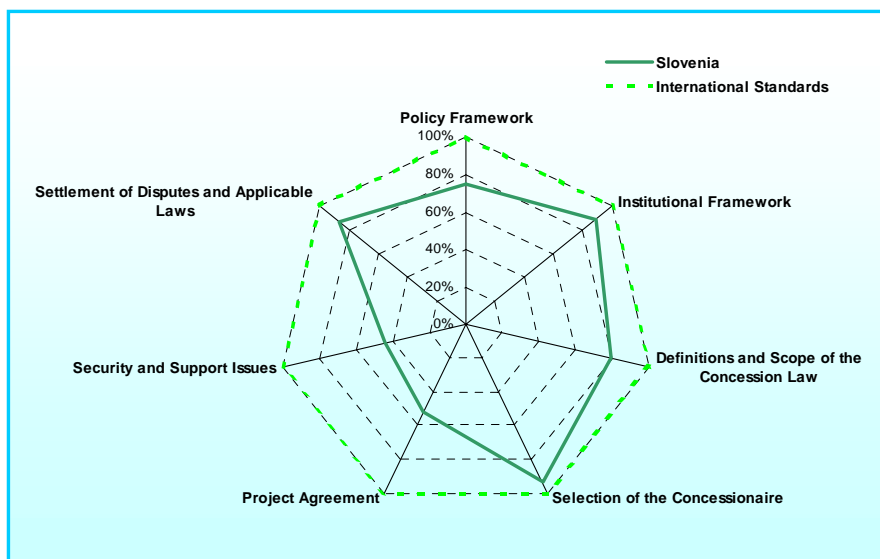 Slovenia
International Standards
Policy Framework
100%
80%
60%
40%
20%
0%
Institutional Framework
Definitions and Scope of the
Concession Law
Selection of the Concessionaire
Project Agreement
Security and Support Issues
Settlement of Disputes and Applicable
Laws